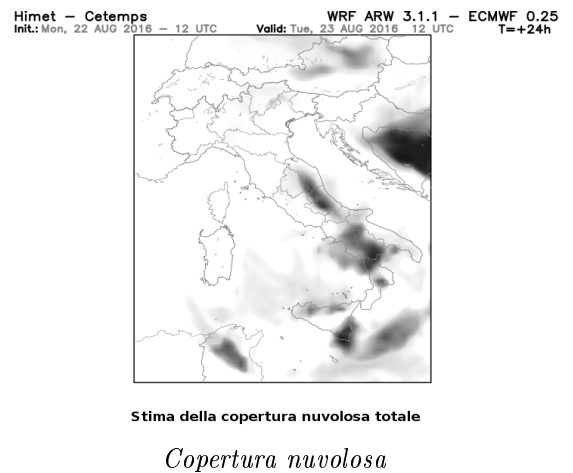 Himet – Cetemps WRF ARW 3.1.1 – ECMWF 0.25
Init.: Mon, 22 AUG 2016 – 12 UTC Valid: Tue, 23 AUG 2016 12 UTC T=+24h
Stima della copertura nuvolosa totale
Copertura nuvolosa